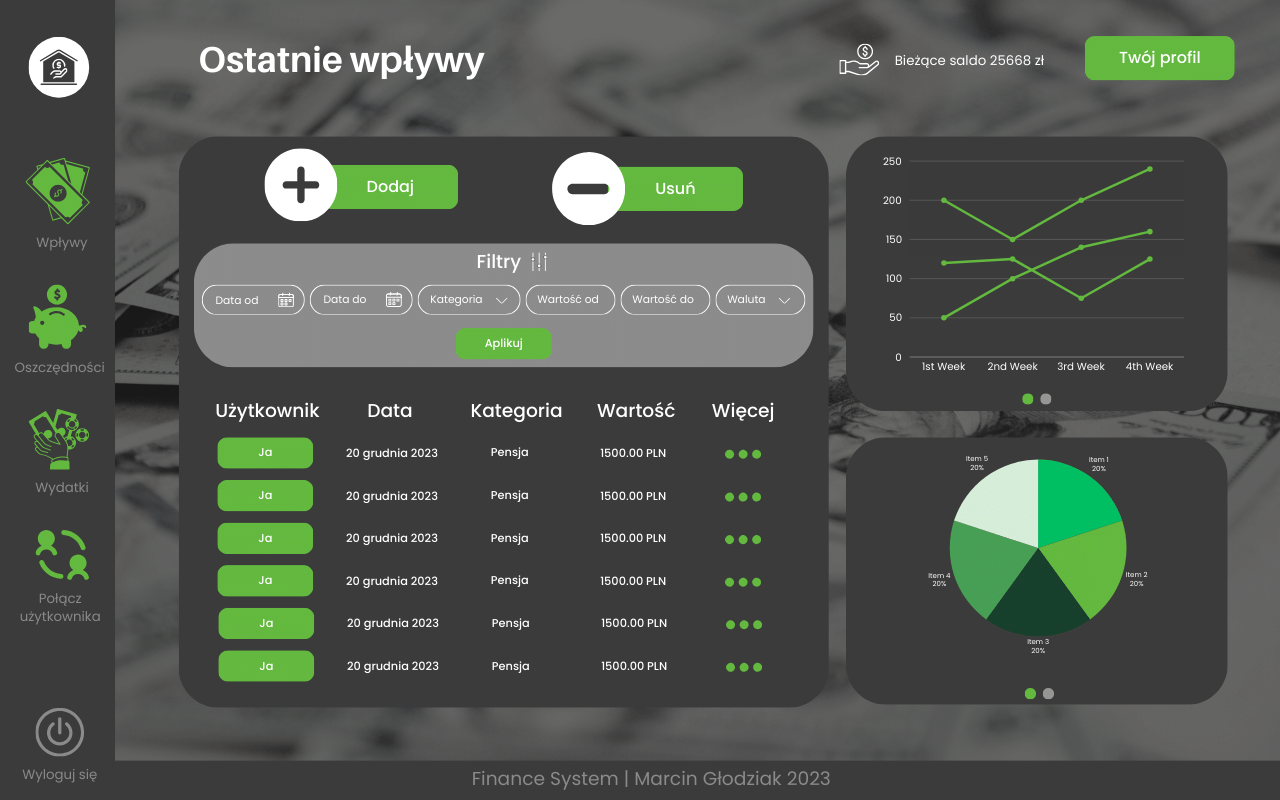 Ostatnie wpływy
Bieżące saldo 25668 zł
Twój profil
Wpływy
Oszczędności
Wydatki
Połącz
użytkownika
Wyloguj się
Dodaj
Usuń
Filtry
Data od
Data do
Kategoria
Wartość od
Wartość do
Waluta
Aplikuj
Użytkownik Data Kategoria Wartość Więcej
Ja 20 grudnia 2023 Pensja 1500.00 PLN
Ja 20 grudnia 2023 Pensja 1500.00 PLN
Ja 20 grudnia 2023 Pensja 1500.00 PLN
Ja 20 grudnia 2023 Pensja 1500.00 PLN
Ja 20 grudnia 2023 Pensja 1500.00 PLN
Ja 20 grudnia 2023 Pensja 1500.00 PLN
250
200
150
100
50
0
1st Week 2nd Week 3rd Week 4th Week
Item 5
20%
Item 1
20%
Item 4
20%
Item 2
20%
Item 3
20%
Finance System | Marcin Głodziak 2023